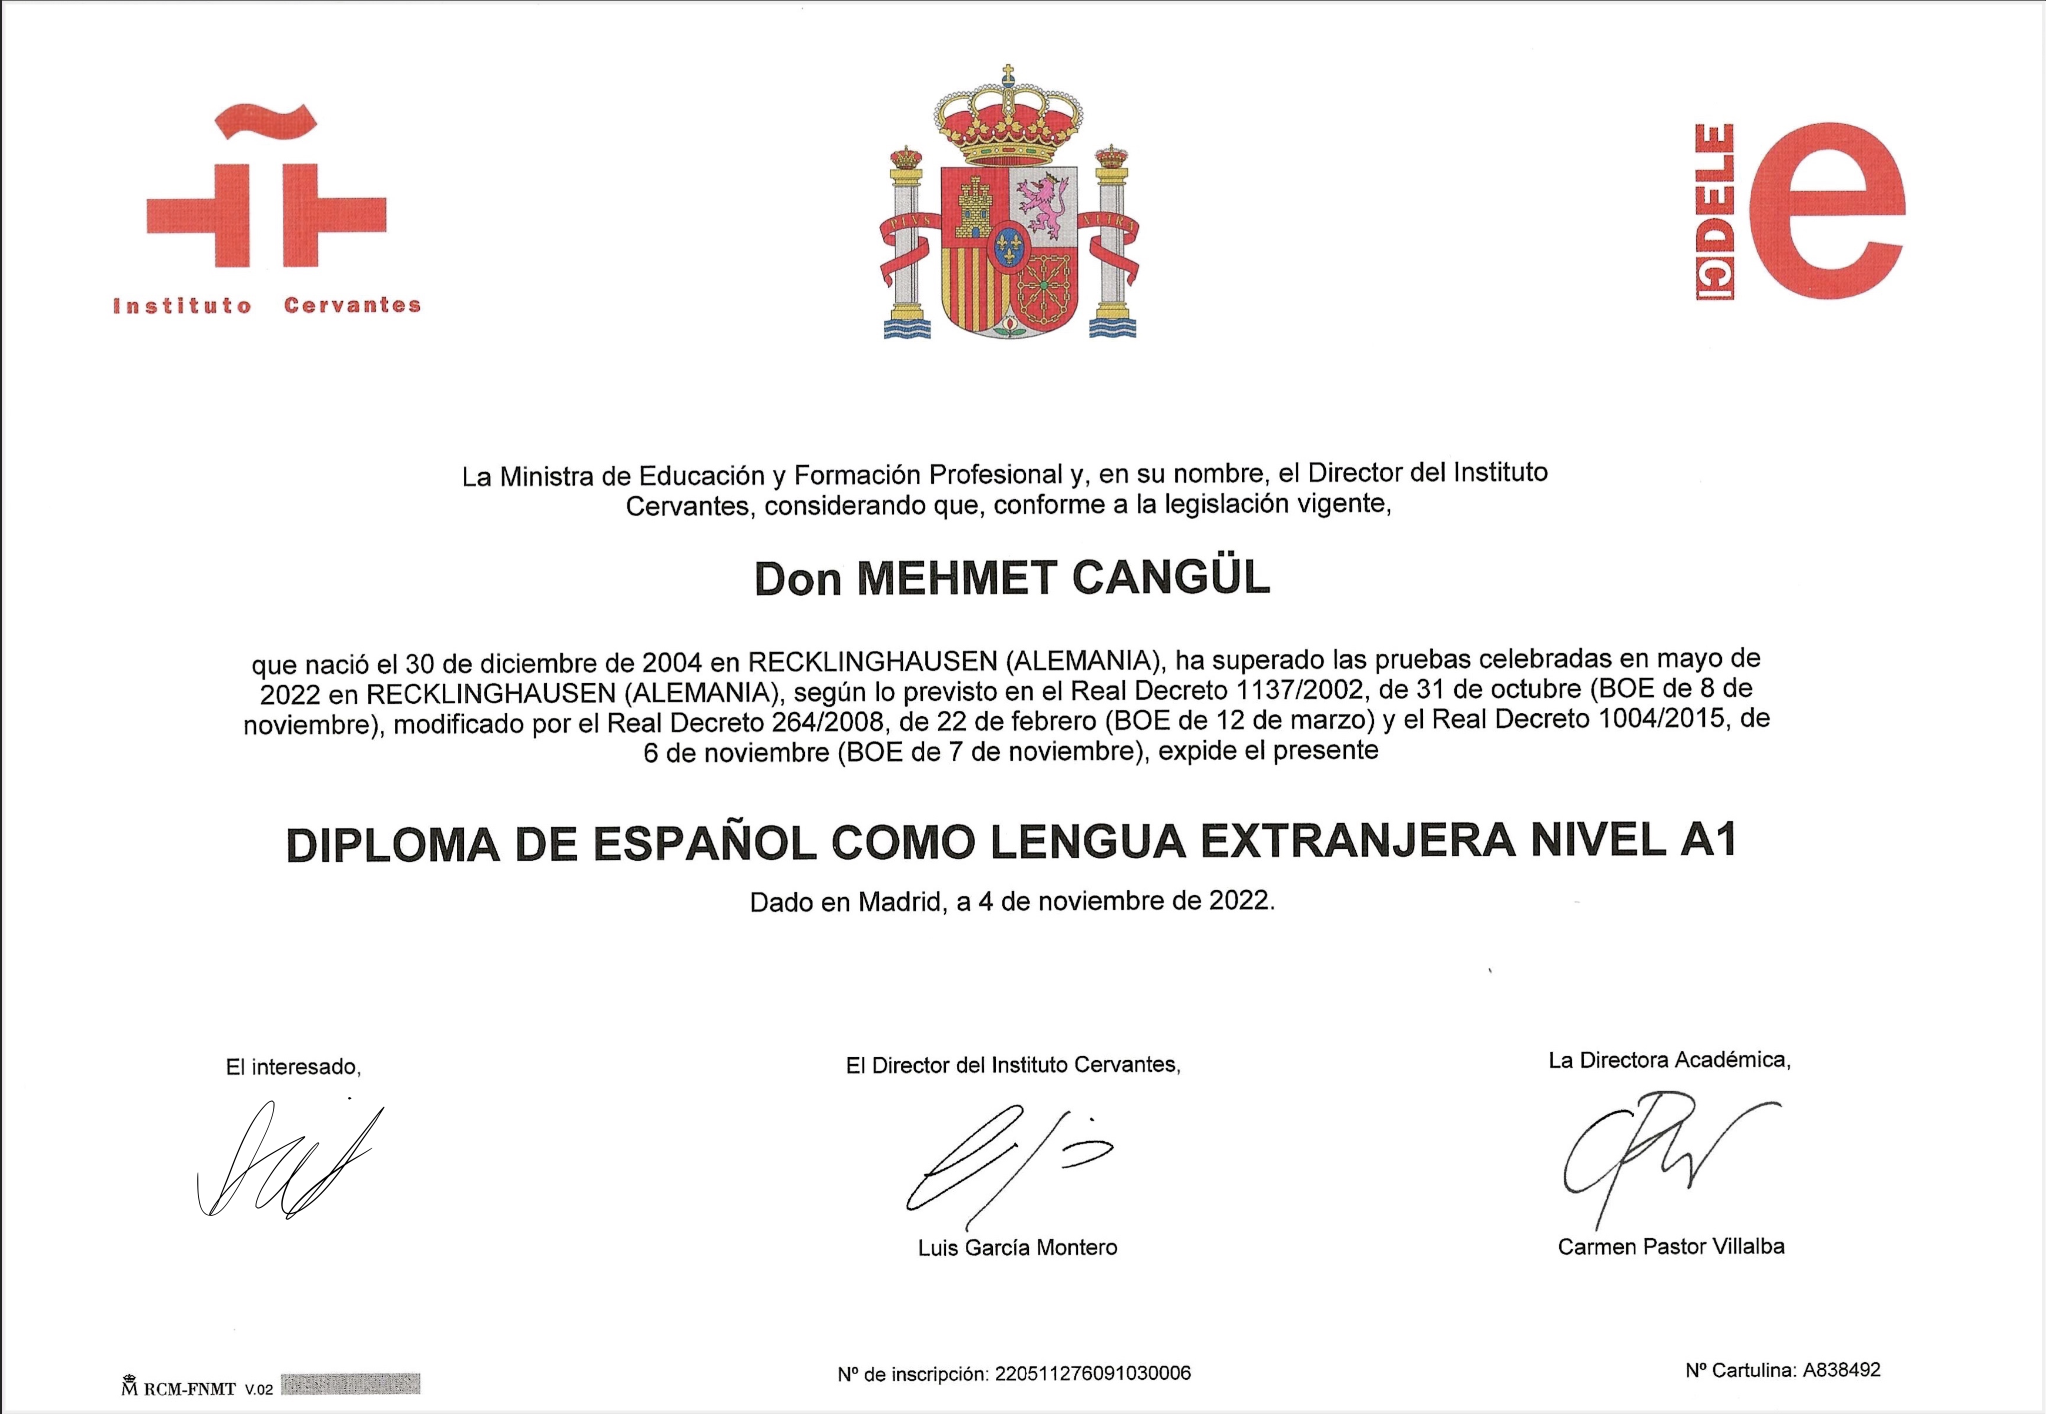 Instituto Cervantes
PLVS VLTRA
DELE
e
La Ministra de Educación y Formación Profesional y, en su nombre, el Director del Instituto
Cervantes, considerando que, conforme a la legislación vigente,
Don MEHMET CANGÜL
que nació el 30 de diciembre de 2004 en RECKLINGHAUSEN (ALEMANIA), ha superado las pruebas celebradas en mayo de
2022 en RECKLINGHAUSEN (ALEMANIA), según lo previsto en el Real Decreto 1137/2002, de 31 de octubre (BOE de 8 de
noviembre), modificado por el Real Decreto 264/2008, de 22 de febrero (BOE de 12 de marzo) y el Real Decreto 1004/2015, de
6 de noviembre (BOE de 7 de noviembre), expide el presente
DIPLOMA DE ESPAÑOL COMO LENGUA EXTRANJERA NIVEL A1
Dado en Madrid, a 4 de noviembre de 2022.
El interesado,
El Director del Instituto Cervantes,
La Directora Académica,
Luis García Montero
Carmen Pastor Villalba
M RCM-FNMT V.02
Nº de inscripción: 220511276091030006
Nº Cartulina: A838492